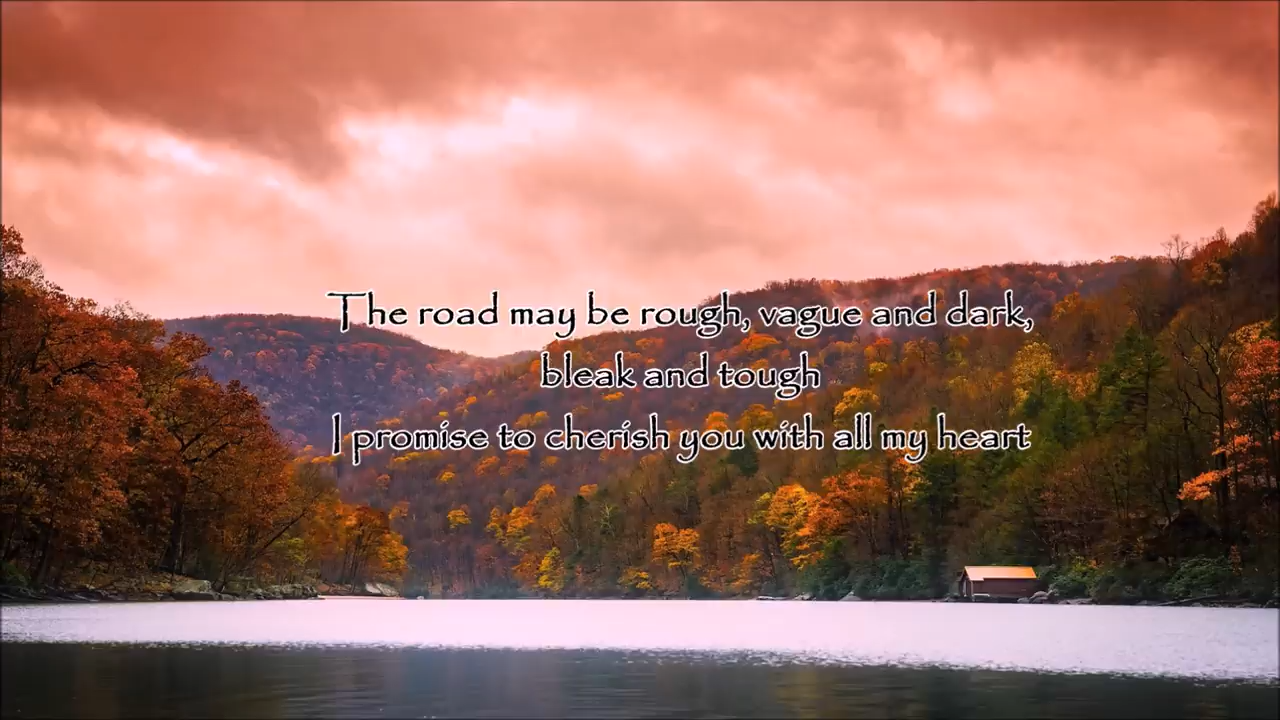 The road may be rough, vague and dark,
bleak and tough
I promise to cherish you with all my heart